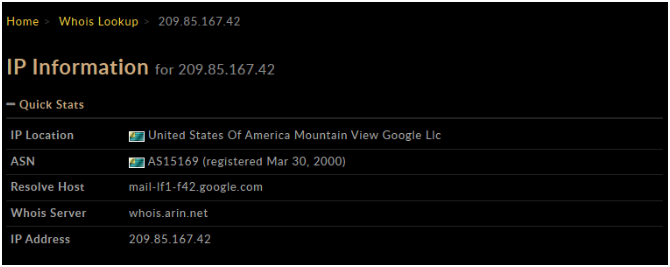 Home > Whois Lookup > 209.85.167.42
IP Information for 209.85.167.42
– Quick Stats
IP Location United States Of America Mountain View Google Llc
ASN AS15169 (registered Mar 30, 2000)
Resolve Host mail-lf1-f42.google.com
Whois Server whois.arin.net
IP Address 209.85.167.42